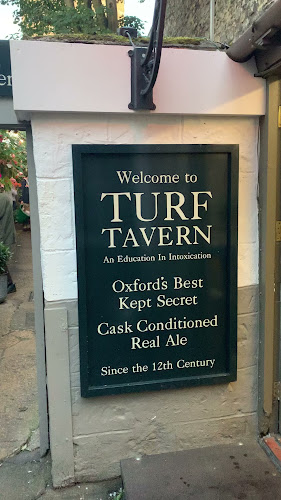 Welcome to
TURF
TAVERN
An Education In Intoxication
Oxford's Best
Kept Secret
Cask Conditioned
Real Ale
Since the 12th Century